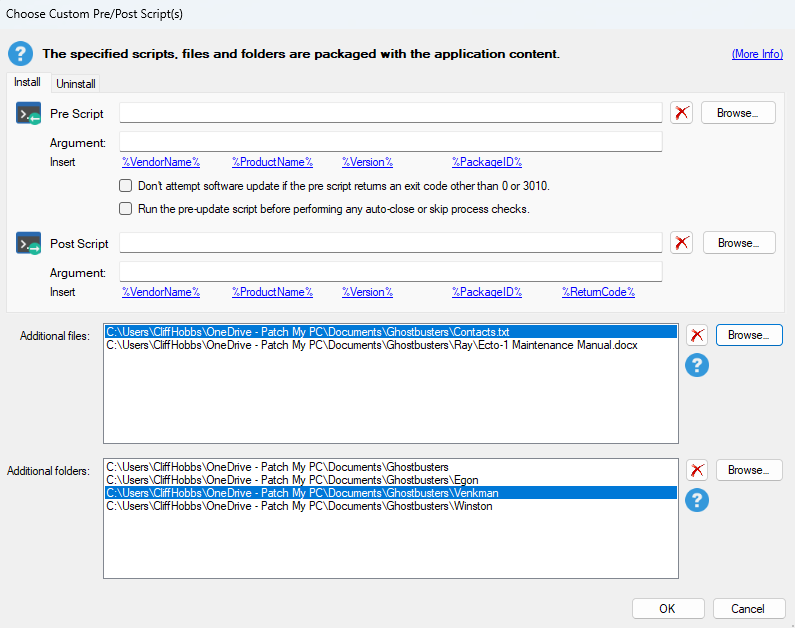 Choose Custom Pre/Post Script(s)
? The specified scripts, files and folders are packaged with the application content. (More Info)
Install Uninstall
Pre Script Browse...
Argument:
Insert %VendorName% %ProductName% %Version% %PackageID%
Don't attempt software update if the pre script returns an exit code other than 0 or 3010.
Run the pre-update script before performing any auto-close or skip process checks.
Post Script Browse...
Argument:
Insert %VendorName% %ProductName% %Version% %PackageID% %ReturnCode%
Additional files: C:\Users\CliffHobbs\OneDrive - Patch My PC\Documents\Ghostbusters\Contacts.txt Browse...
C:\Users\CliffHobbs\OneDrive - Patch My PC\Documents\Ghostbusters\Ray\Ecto-1 Maintenance Manual.docx
?
Additional folders: C:\Users\CliffHobbs\OneDrive - Patch My PC\Documents\Ghostbusters Browse...
C:\Users\CliffHobbs\OneDrive - Patch My PC\Documents\Ghostbusters\Egon
C:\Users\CliffHobbs\OneDrive - Patch My PC\Documents\Ghostbusters\Venkman
?
C:\Users\CliffHobbs\OneDrive - Patch My PC\Documents\Ghostbusters\Winston
OK Cancel